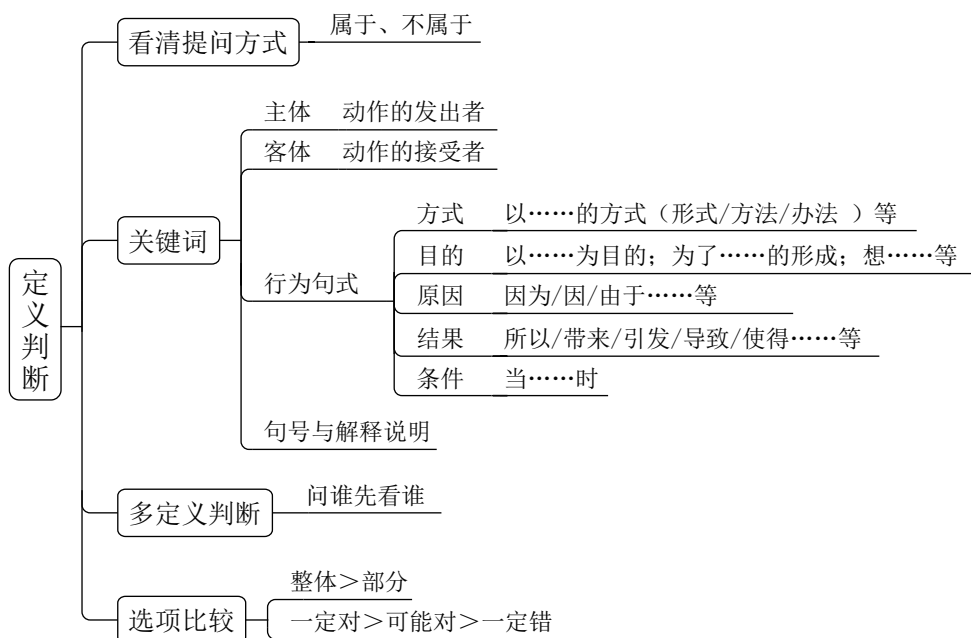 定义判断
看清提问方式
属于、不属于
关键词
主体 动作的发出者
客体 动作的接受者
行为句式
方式 以……的方式（形式/方法/办法 ）等
目的 以……为目的；为了……的形成；想……等
原因 因为/因/由于……等
结果 所以/带来/引发/导致/使得……等
条件 当……时
句号与解释说明
多定义判断
问谁先看谁
选项比较
整体＞部分
一定对＞可能对＞一定错